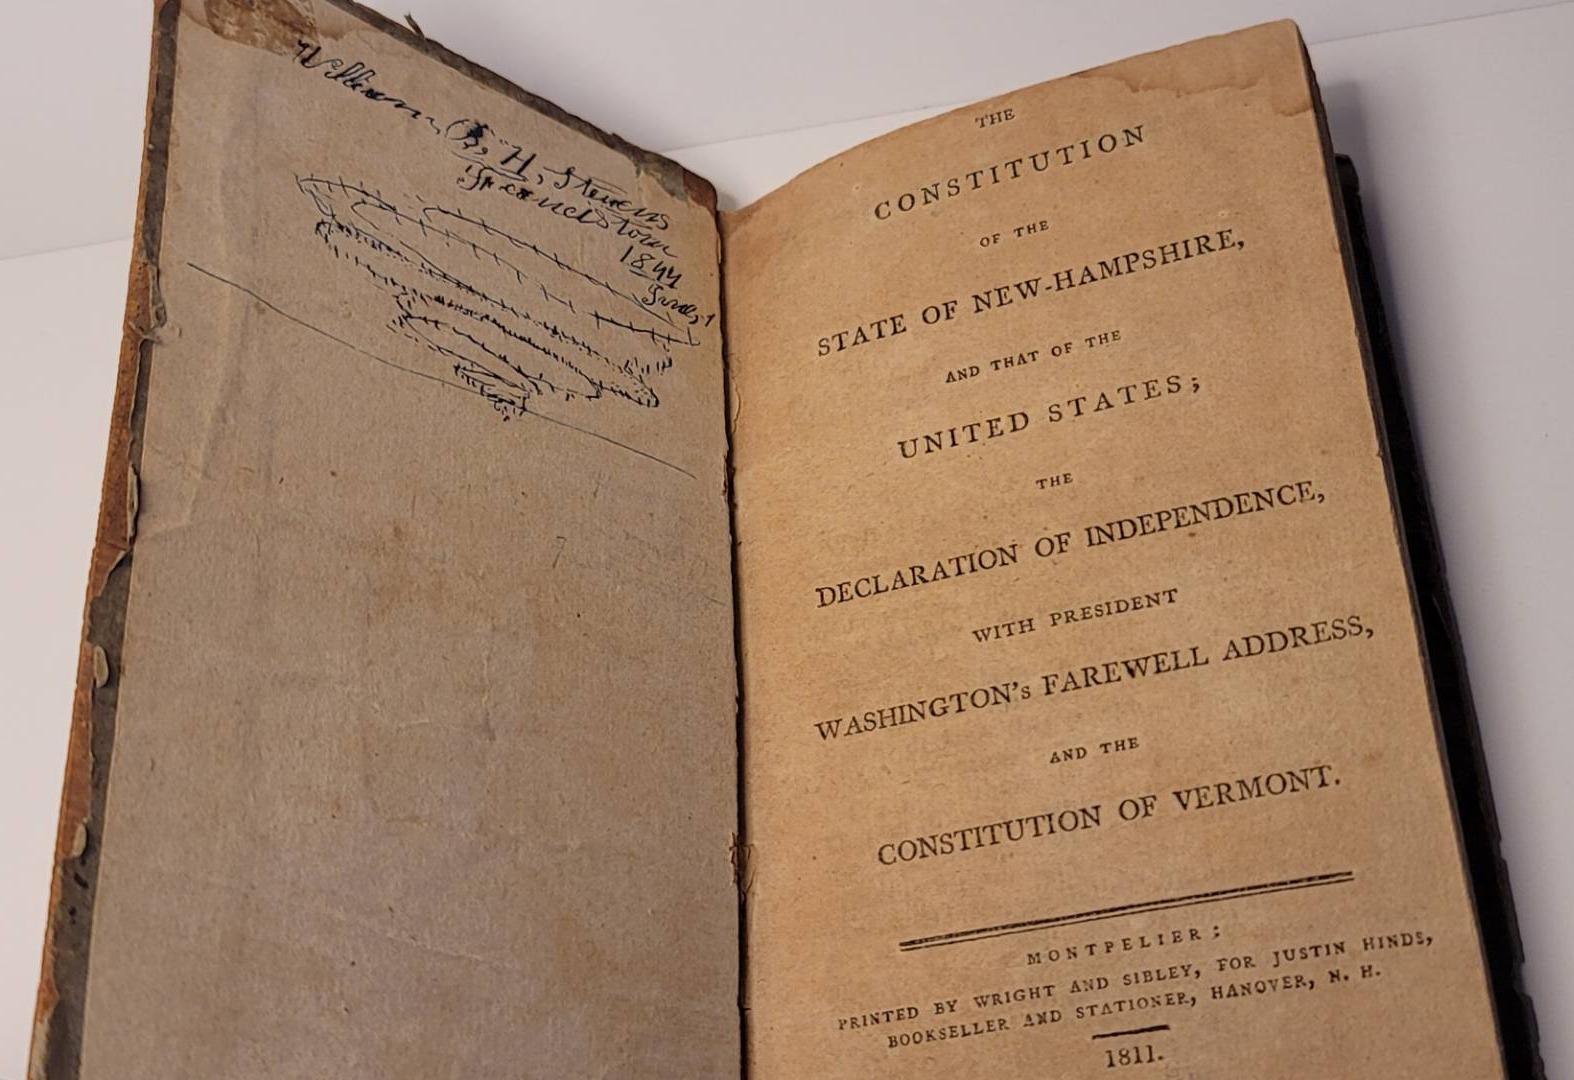 William B. H. Stevens
Francistown
1844
THE
CONSTITUTION
OF THE
STATE OF NEW-HAMPSHIRE,
AND THAT OF THE
UNITED STATES;
THE
DECLARATION OF INDEPENDENCE,
WITH PRESIDENT
WASHINGTON's FAREWELL ADDRESS,
AND THE
CONSTITUTION OF VERMONT.
MONTPELIER;
PRINTED BY WRIGHT AND SIBLEY, FOR JUSTIN HINDS,
BOOKSELLER AND STATIONER, HANOVER, N. H.
1811.